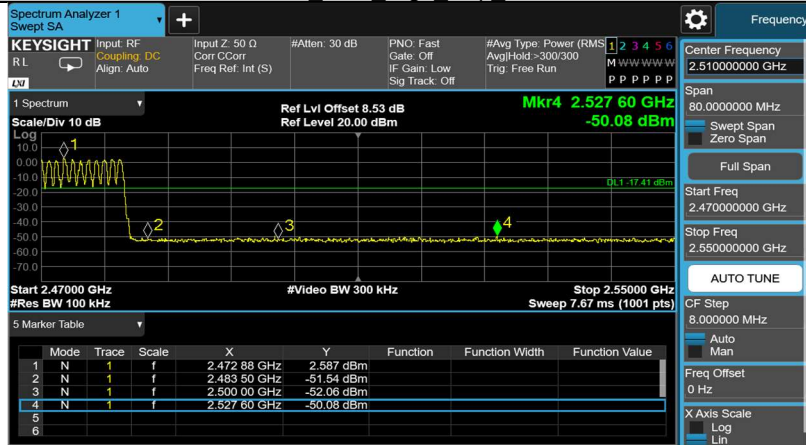 Spectrum Analyzer 1
Swept SA
+
Frequency
KEYSIGHT
RL
LXI
Input: RF
Coupling: DC
Align: Auto
Input Z: 50 Ω
Corr CCorr
Freq Ref: Int (S)
#Atten: 30 dB
PNO: Fast
Gate: Off
IF Gain: Low
Sig Track: Off
#Avg Type: Power (RMS
Avg|Hold:>300/300
Trig: Free Run
1 2 3 4 5 6
M W W W W W
P P P P P P
1 Spectrum
Scale/Div 10 dB
Ref Lvl Offset 8.53 dB
Ref Level 20.00 dBm
Mkr4 2.527 60 GHz
-50.08 dBm
Log
10.0
0.00
-10.0
-20.0
-30.0
-40.0
-50.0
-60.0
-70.0
1
2
3
4
DL1 -17.41 dBm
Start 2.47000 GHz
#Res BW 100 kHz
#Video BW 300 kHz
Stop 2.55000 GHz
Sweep 7.67 ms (1001 pts)
5 Marker Table
Mode Trace Scale X Y Function Function Width Function Value
1 N 1 f 2.472 88 GHz 2.587 dBm
2 N 1 f 2.483 50 GHz -51.54 dBm
3 N 1 f 2.500 00 GHz -52.06 dBm
4 N 1 f 2.527 60 GHz -50.08 dBm
5
6
Center Frequency
2.510000000 GHz
Span
80.0000000 MHz
Swept Span
Zero Span
Full Span
Start Freq
2.470000000 GHz
Stop Freq
2.550000000 GHz
AUTO TUNE
CF Step
8.000000 MHz
Auto
Man
Freq Offset
0 Hz
X Axis Scale
Log
Lin